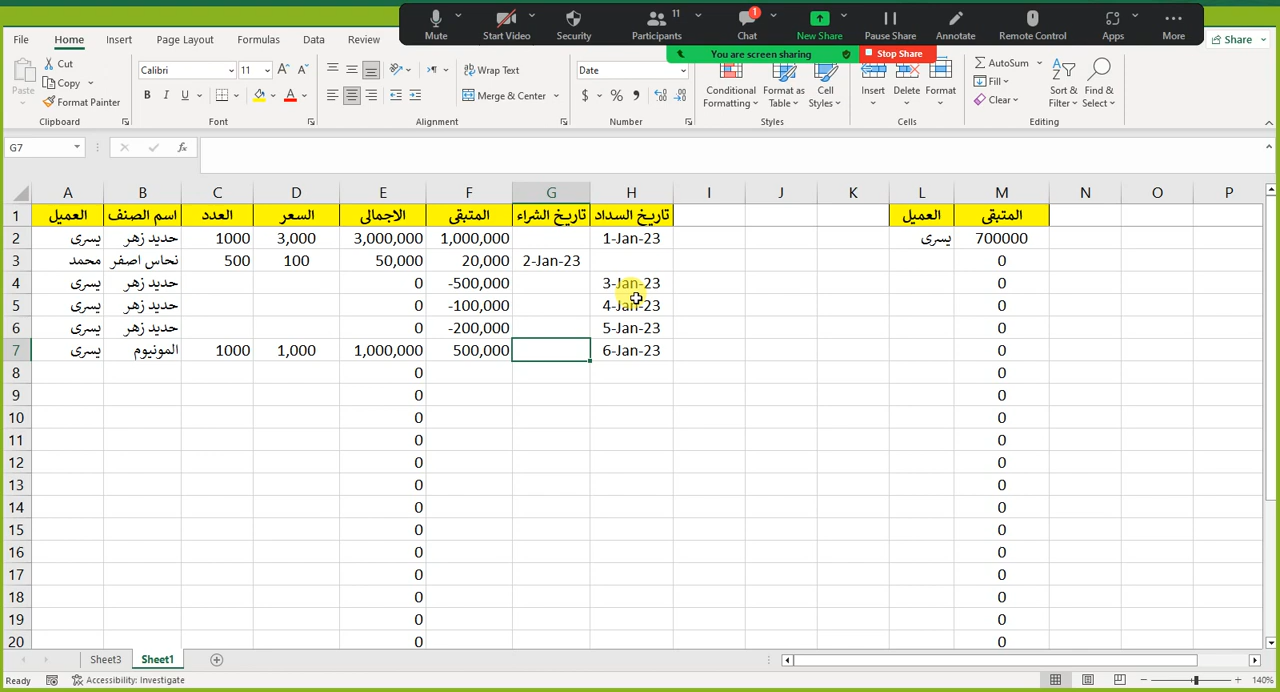 Mute Start Video Security Participants 11 Chat 1 New Share Pause Share Annotate Remote Control Apps More
You are screen sharing Stop Share
File Home Insert Page Layout Formulas Data Review Share
Paste Cut Copy Format Painter Clipboard
Calibri 11 A A B I U A Font
Wrap Text Merge & Center Alignment
Date $ % , Number
Conditional Formatting Format as Table Cell Styles Styles
Insert Delete Format Cells
AutoSum Fill Clear Sort & Filter Find & Select Editing
G7 fx
A B C D E F G H I J K L M N O P
1 العميل اسم الصنف العدد السعر الاجمالى المتبقى تاريخ الشراء تاريخ السداد العميل المتبقى
2 يسرى حديد زهر 1000 3,000 3,000,000 1,000,000 1-Jan-23 يسرى 700000
3 محمد نحاس اصفر 500 100 50,000 20,000 2-Jan-23 0
4 يسرى حديد زهر 0 -500,000 3-Jan-23 0
5 يسرى حديد زهر 0 -100,000 4-Jan-23 0
6 يسرى حديد زهر 0 -200,000 5-Jan-23 0
7 يسرى المونيوم 1000 1,000 1,000,000 500,000 6-Jan-23 0
8 0 0
9 0 0
10 0 0
11 0 0
12 0 0
13 0 0
14 0 0
15 0 0
16 0 0
17 0 0
18 0 0
19 0 0
20 0 0
Sheet3 Sheet1
Ready Accessibility: Investigate 140%